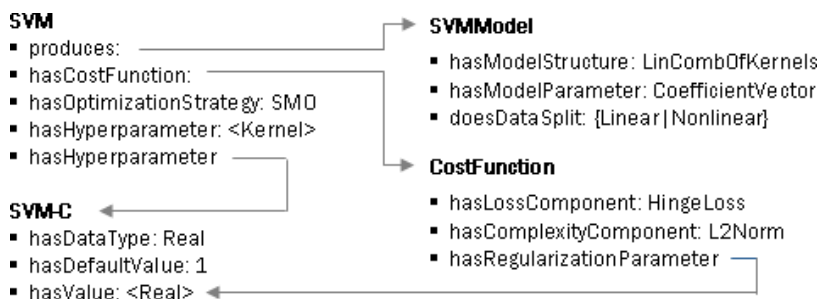 SVM
▪ produces:
▪ hasCostFunction:
▪ hasOptimizationStrategy: SMO
▪ hasHyperparameter: <Kernel>
▪ hasHyperparameter
SVM-C
▪ hasDataType: Real
▪ hasDefaultValue: 1
▪ hasValue: <Real>
SVMModel
▪ hasModelStructure: LinCombOfKernels
▪ hasModelParameter: CoefficientVector
▪ doesDataSplit: {Linear|Nonlinear}
CostFunction
▪ hasLossComponent: HingeLoss
▪ hasComplexityComponent: L2Norm
▪ hasRegularizationParameter